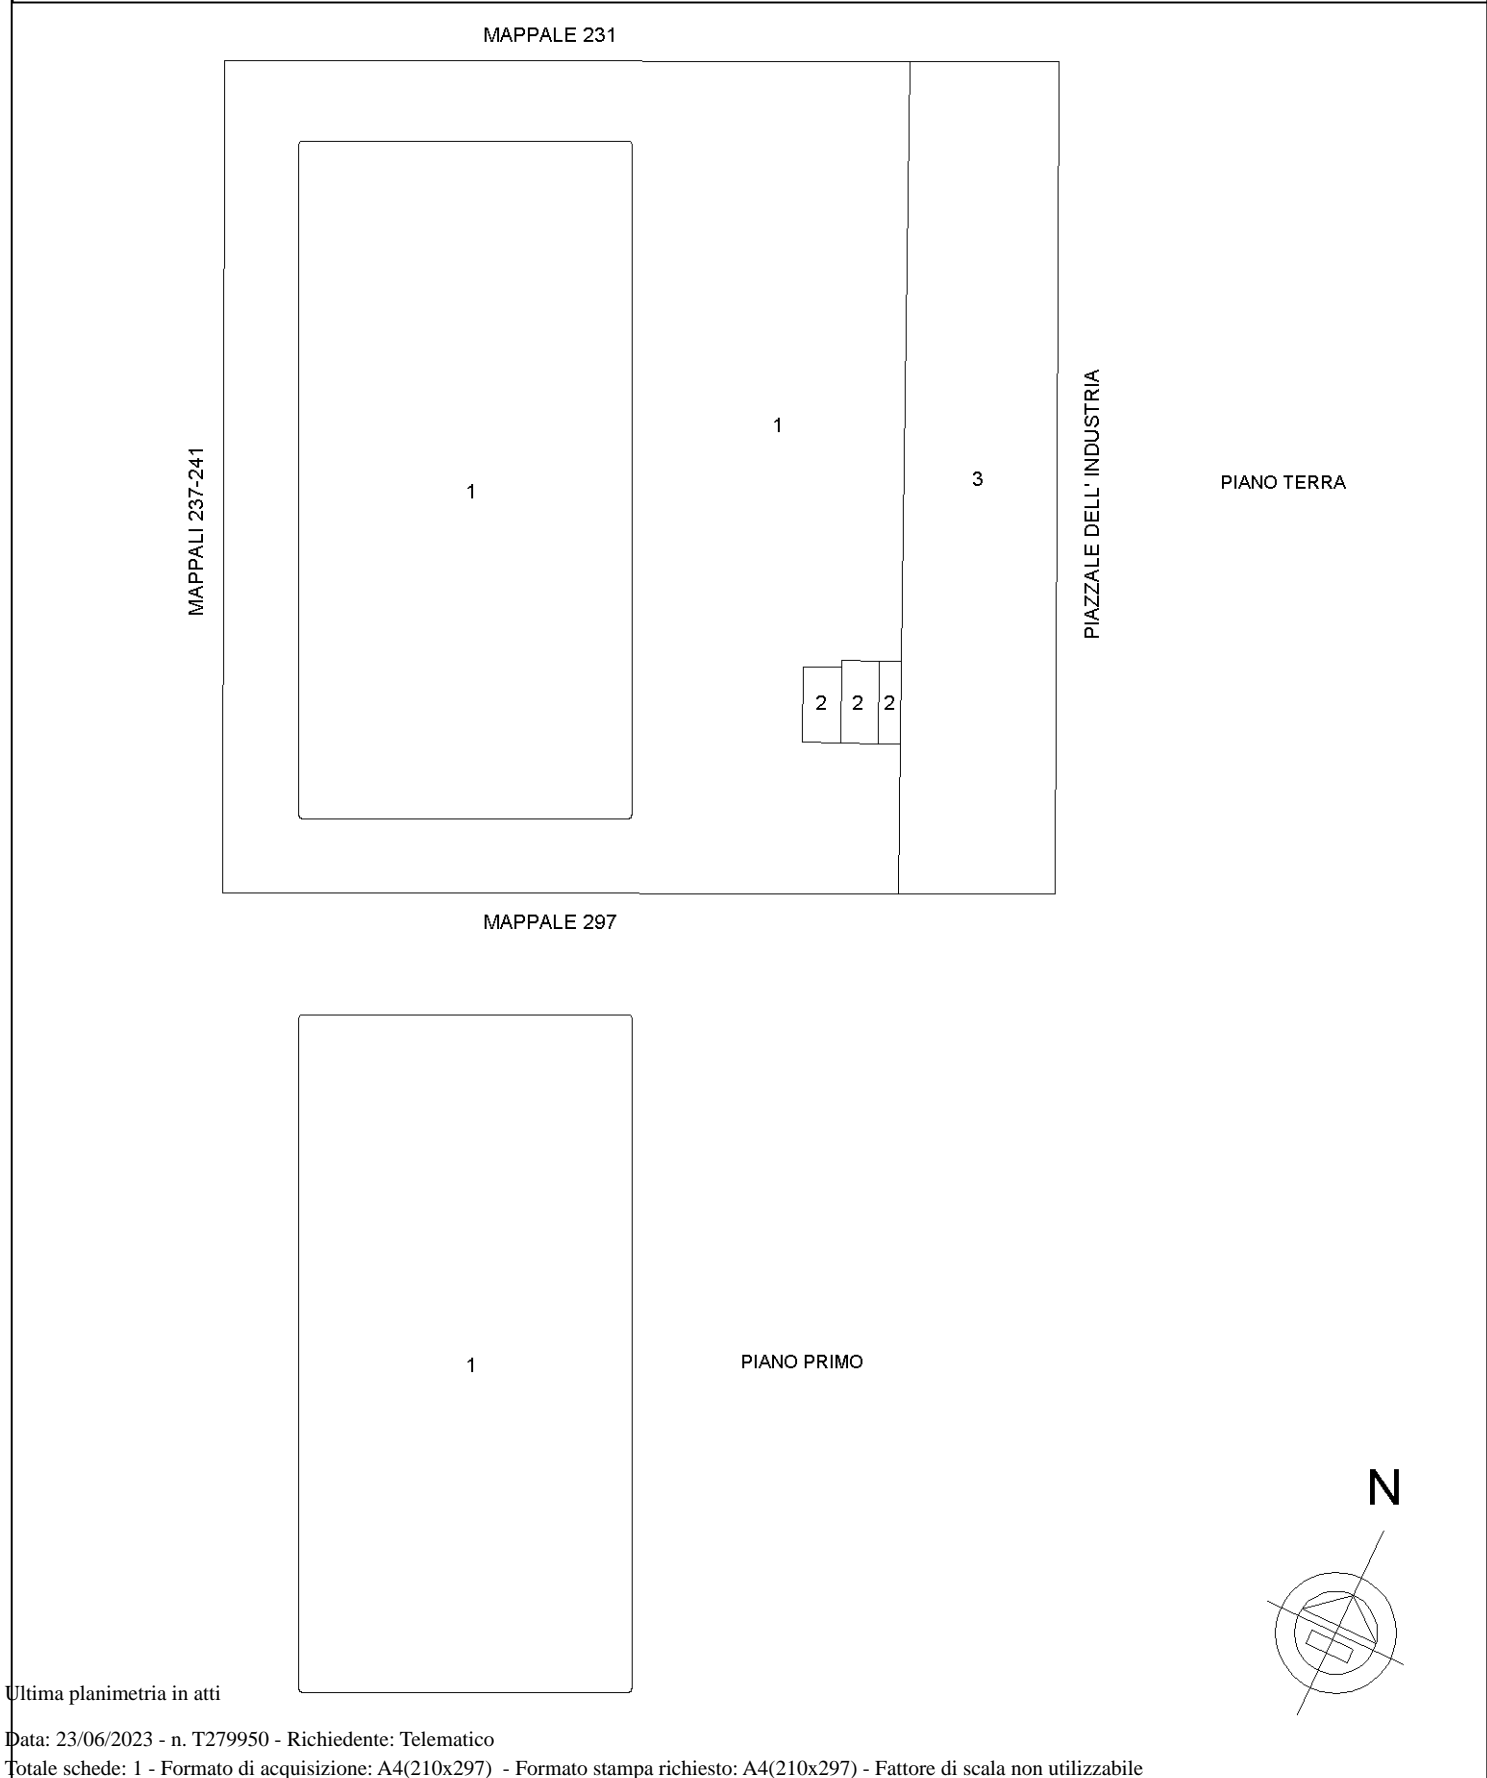 MAPPALE 231
MAPPALI 237-241
1
1
3
PIAZZALE DELL' INDUSTRIA
PIANO TERRA
2
2
2
MAPPALE 297
1
PIANO PRIMO
N
Ultima planimetria in atti
Data: 23/06/2023 - n. T279950 - Richiedente: Telematico
Totale schede: 1 - Formato di acquisizione: A4(210x297) - Formato stampa richiesto: A4(210x297) - Fattore di scala non utilizzabile